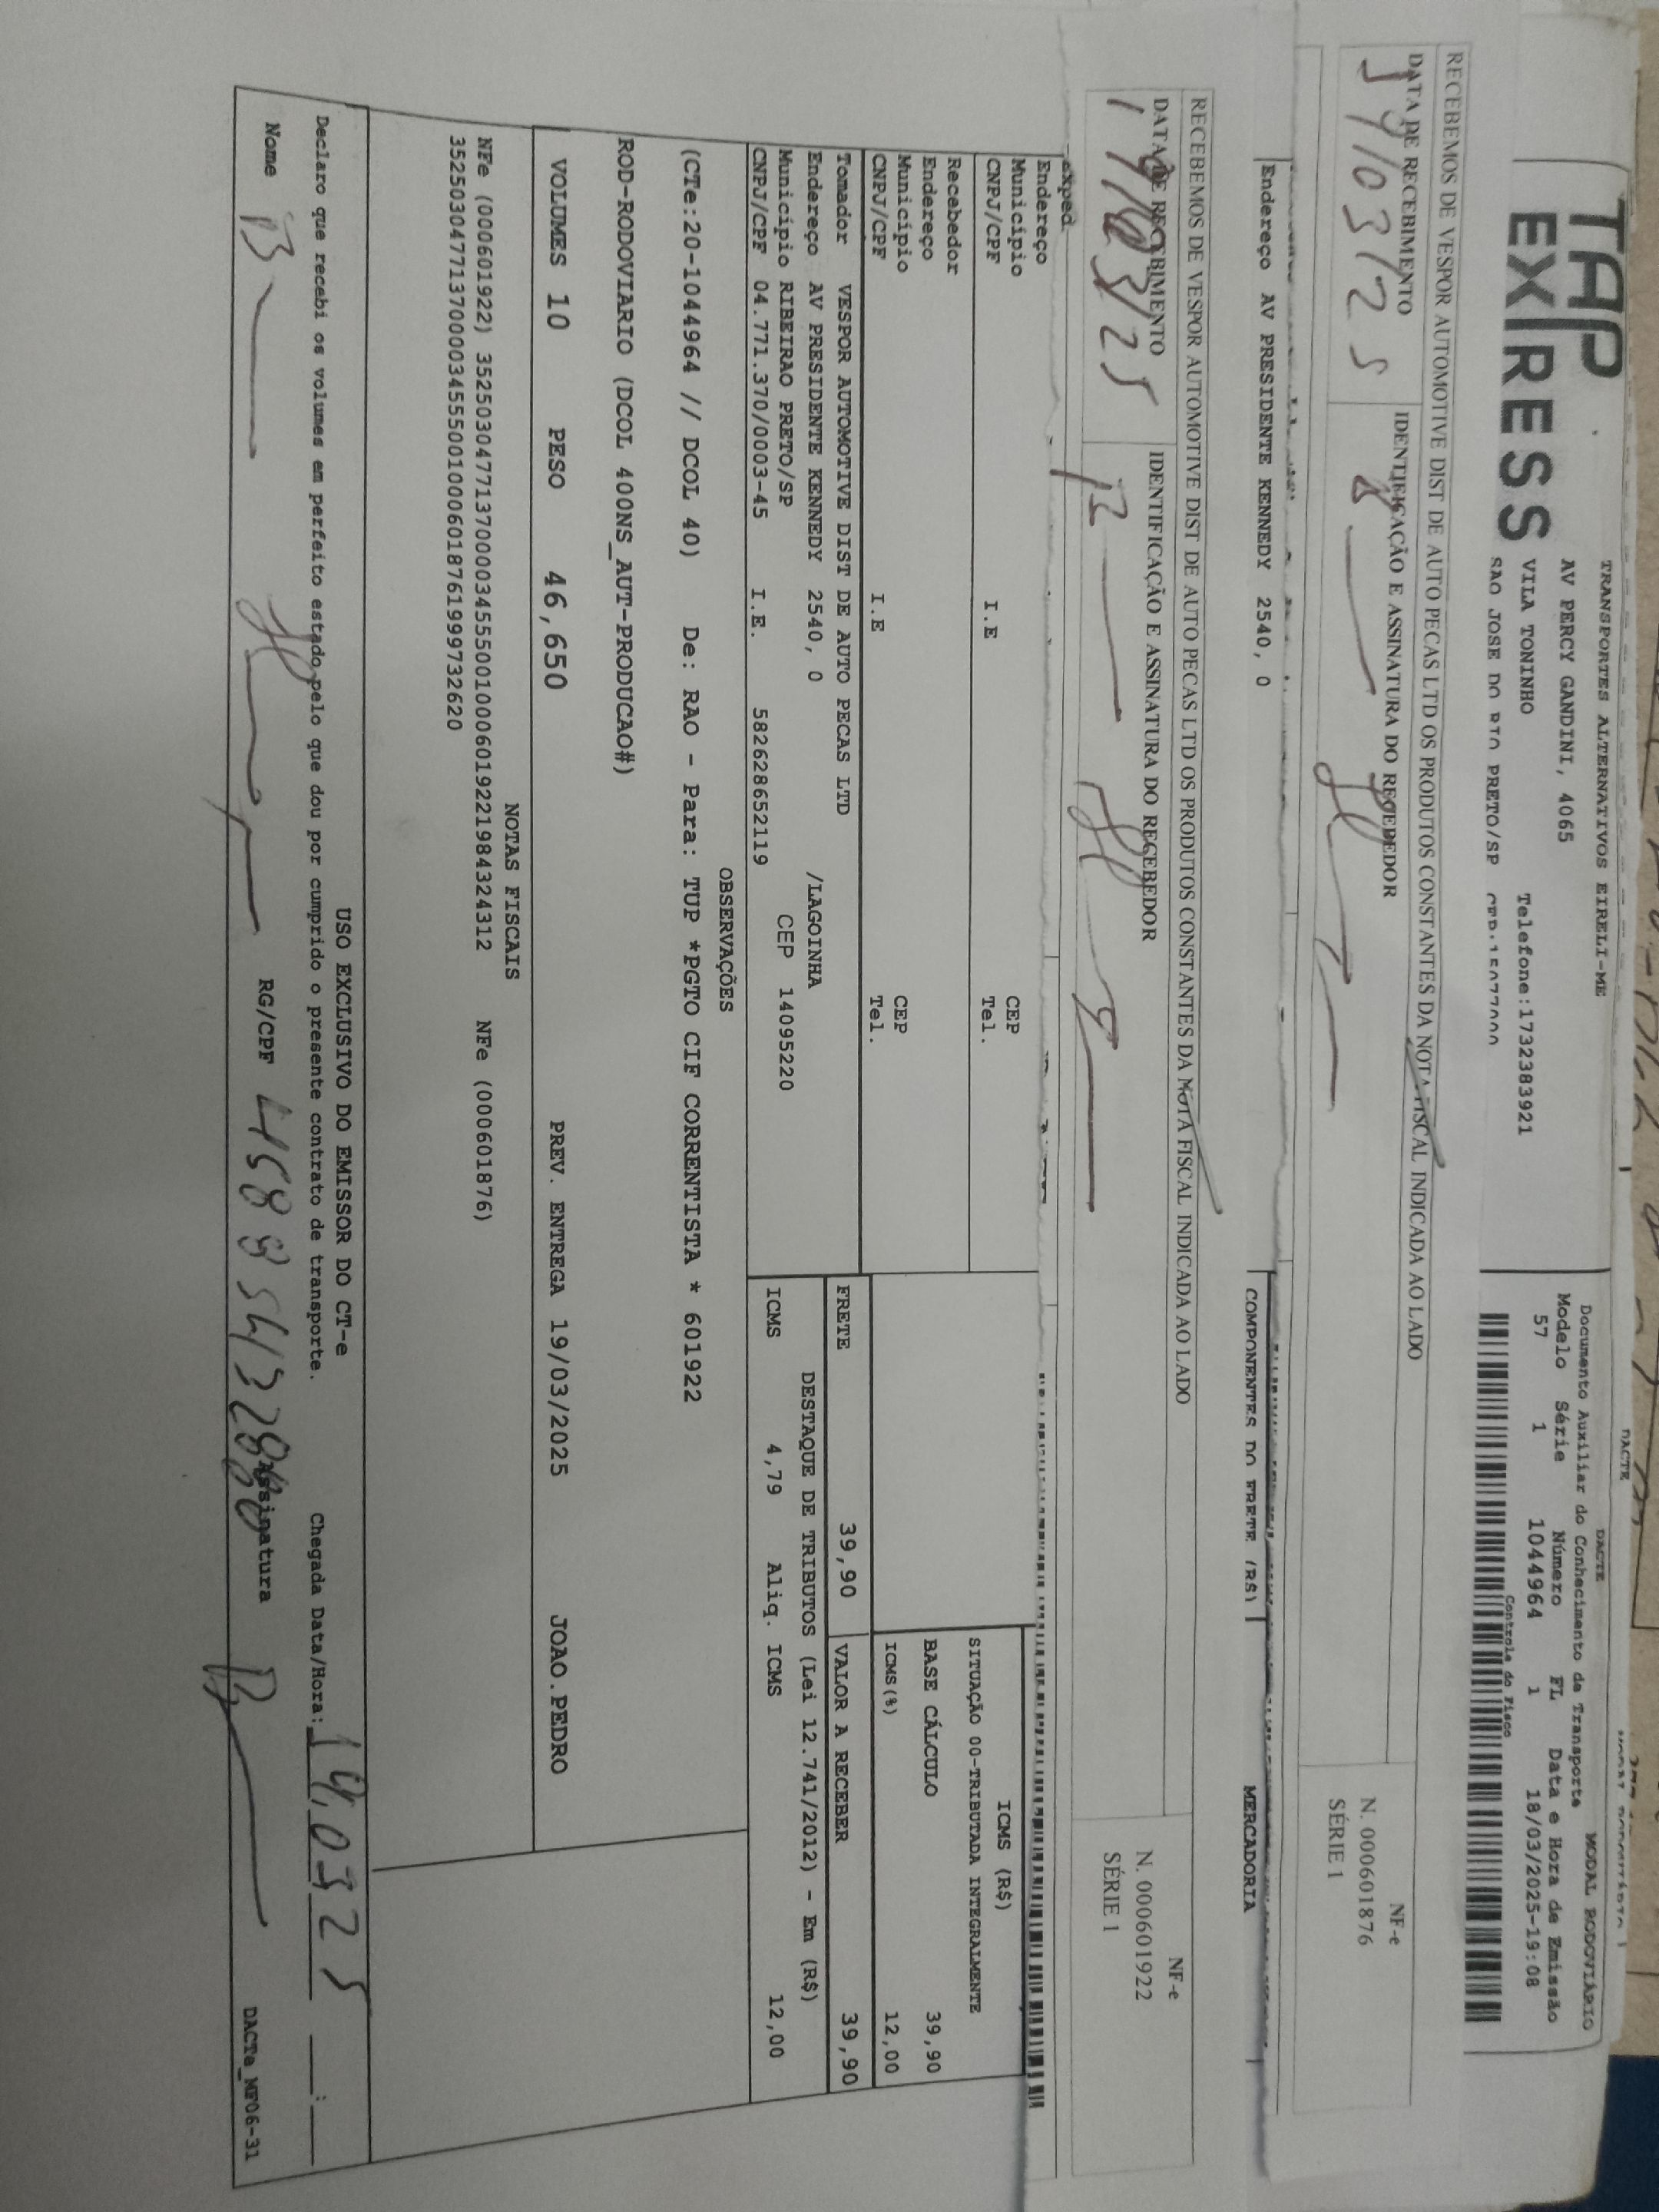 DACTE
TAP EXPRESS
TRANSPORTES ALTERNATIVOS EIRELI-ME
AV PERCY GANDINI, 4065
VILA TONINHO Telefone:1732383921
SAO JOSE DO RIO PRETO/SP
DACTE MODAL RODOVIÁRIO
Documento Auxiliar do Conhecimento de Transporte
Modelo Série Número FL Data e Hora de Emissão
57 1 1044964 1 18/03/2025-19:08
Controle do Fisco
RECEBEMOS DE VESPOR AUTOMOTIVE DIST DE AUTO PECAS LTD OS PRODUTOS CONSTANTES DA NOTA FISCAL INDICADA AO LADO
DATA DE RECEBIMENTO IDENTIFICAÇÃO E ASSINATURA DO RECEBEDOR
19/03/25
NF-e
N. 000601876
SÉRIE 1
Endereço AV PRESIDENTE KENNEDY 2540, 0
COMPONENTES DO FRETE (R$) MERCADORIA
RECEBEMOS DE VESPOR AUTOMOTIVE DIST DE AUTO PECAS LTD OS PRODUTOS CONSTANTES DA NOTA FISCAL INDICADA AO LADO
DATA DE RECEBIMENTO IDENTIFICAÇÃO E ASSINATURA DO RECEBEDOR
19/03/25
NF-e
N. 000601922
SÉRIE 1
exped
Endereço
Município CEP
CNPJ/CPF I.E Tel.
Recebedor
Endereço
Município CEP
CNPJ/CPF I.E Tel.
ICMS (R$)
SITUAÇÃO 00-TRIBUTADA INTEGRALMENTE
BASE CÁLCULO 39,90
ICMS(%) 12,00
Tomador VESPOR AUTOMOTIVE DIST DE AUTO PECAS LTD
Endereço AV PRESIDENTE KENNEDY 2540, 0 /LAGOINHA
Município RIBEIRAO PRETO/SP CEP 14095220
CNPJ/CPF 04.771.370/0003-45 I.E. 582628652119
FRETE 39,90 VALOR A RECEBER 39,90
DESTAQUE DE TRIBUTOS (Lei 12.741/2012) - Em (R$)
ICMS 4,79 Aliq. ICMS 12,00
OBSERVAÇÕES
(CTe:20-1044964 // DCOL 40) De: RAO - Para: TUP *PGTO CIF CORRENTISTA * 601922
ROD-RODOVIARIO (DCOL 400NS_AUT-PRODUCAO#)
VOLUMES 10 PESO 46,650 PREV. ENTREGA 19/03/2025 JOAO.PEDRO
NOTAS FISCAIS
NFe (000601922) 35250304771370000345550010006019221984324312 NFe (000601876)
35250304771370000345550010006018761999732620
USO EXCLUSIVO DO EMISSOR DO CT-e
Declaro que recebi os volumes em perfeito estado pelo que dou por cumprido o presente contrato de transporte. Chegada Data/Hora: 19,03 25 __:__
Nome RG/CPF Assinatura
DACTe_MF06-31